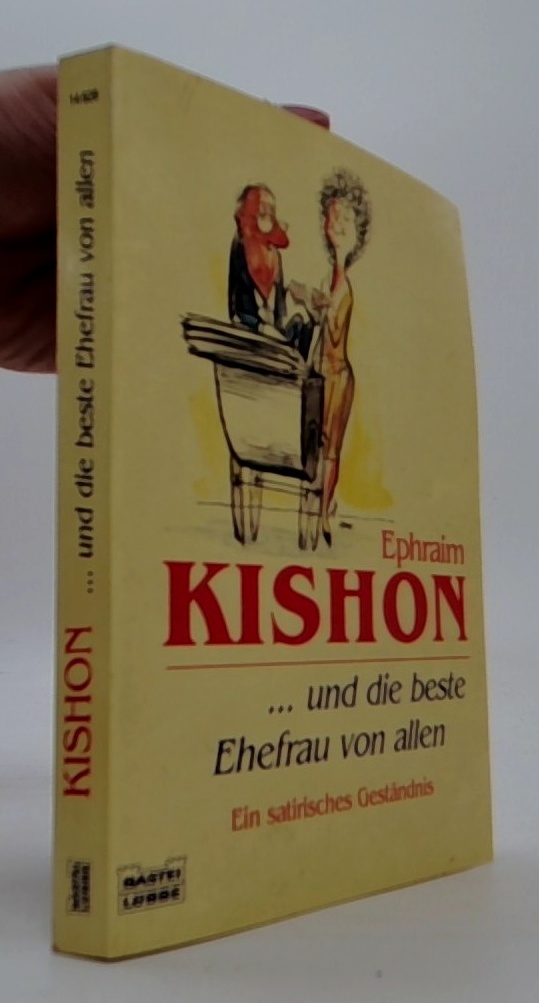 ... und die beste Ehefrau von allen
KISHON
Ephraim
KISHON
... und die beste
Ehefrau von allen
Ein satirisches Geständnis
BASTEI
LÜBBE